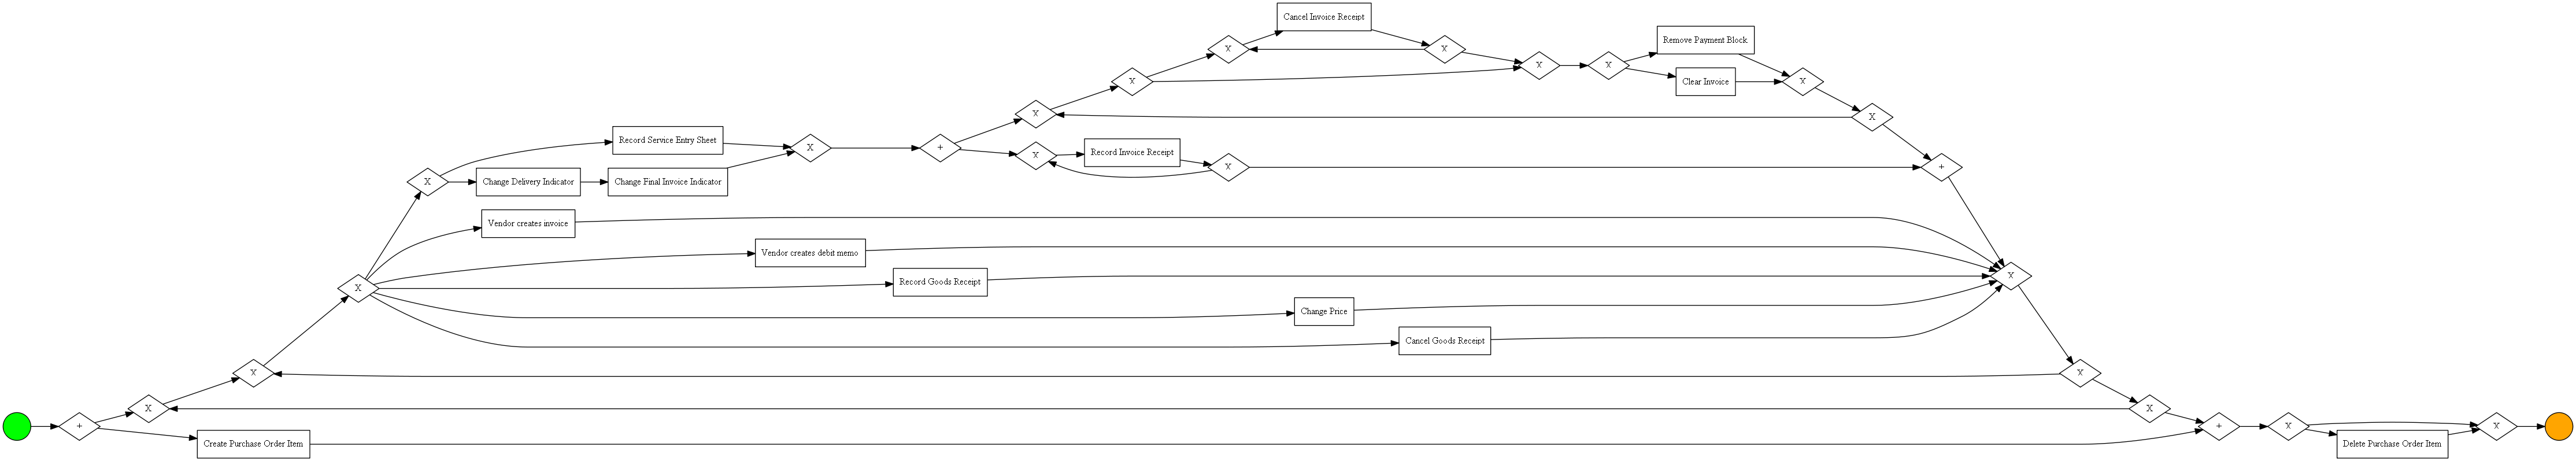 Cancel Invoice Receipt
X
X
Remove Payment Block
X
X
X
Clear Invoice
X
X
X
Record Service Entry Sheet
X
+
X
Record Invoice Receipt
X
+
X
Change Delivery Indicator
Change Final Invoice Indicator
Vendor creates invoice
Vendor creates debit memo
X
Record Goods Receipt
X
Change Price
Cancel Goods Receipt
X
X
X
X
+
+
X
X
Create Purchase Order Item
Delete Purchase Order Item